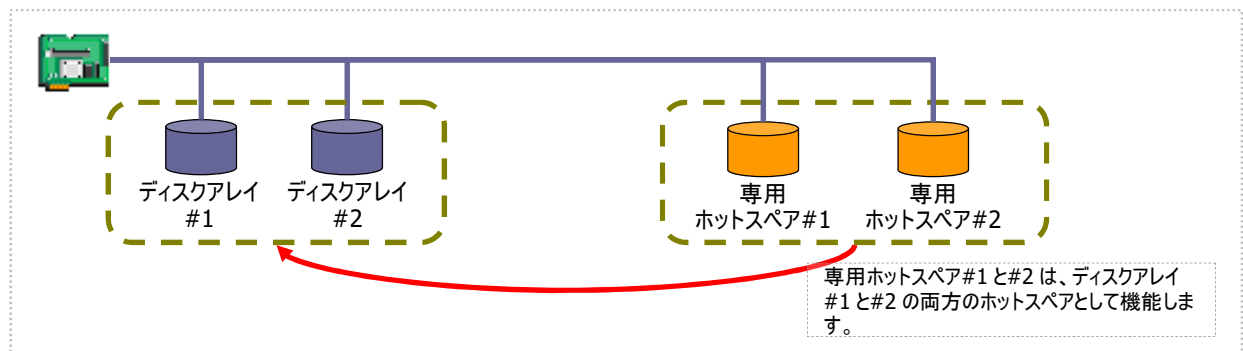 ディスクアレイ
#1
ディスクアレイ
#2
専用
ホットスペア#1
専用
ホットスペア#2
専用ホットスペア#1 と#2 は、ディスクアレイ
#1 と#2 の両方のホットスペアとして機能しま
す。